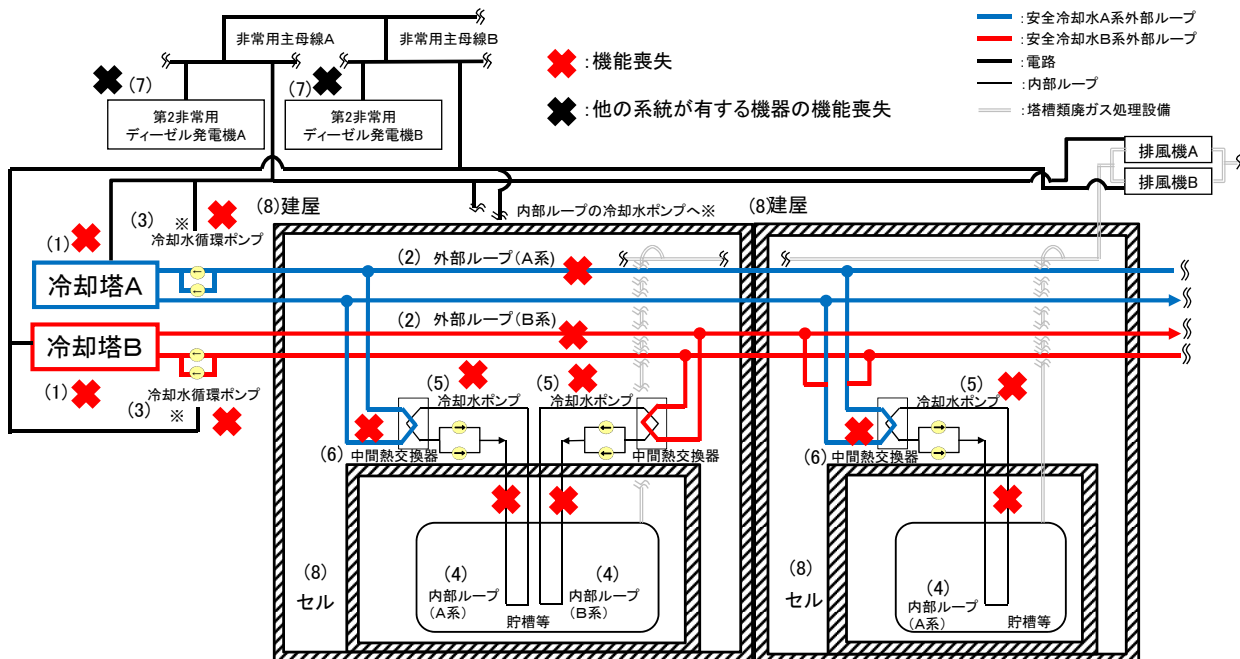 非常用主母線A
非常用主母線B
(7)
(7)
第2非常用
ディーゼル発電機A
第2非常用
ディーゼル発電機B
:機能喪失
:他の系統が有する機器の機能喪失
:安全冷却水A系外部ループ
:安全冷却水B系外部ループ
:電路
:内部ループ
:塔槽類廃ガス処理設備
排風機A
排風機B
(8)建屋
内部ループの冷却水ポンプへ※
(8)建屋
(3) ※
冷却水循環ポンプ
(1)
冷却塔A
(2) 外部ループ(A系)
(2) 外部ループ(B系)
冷却塔B
(1)
冷却水循環ポンプ
(3) ※
(5)
冷却水ポンプ
(5)
冷却水ポンプ
(5)
冷却水ポンプ
(6) 中間熱交換器
中間熱交換器
(6) 中間熱交換器
(8)
セル
(4)
内部ループ
(A系)
(4)
内部ループ
(B系)
貯槽等
(8)
セル
(4)
内部ループ
(A系)
貯槽等